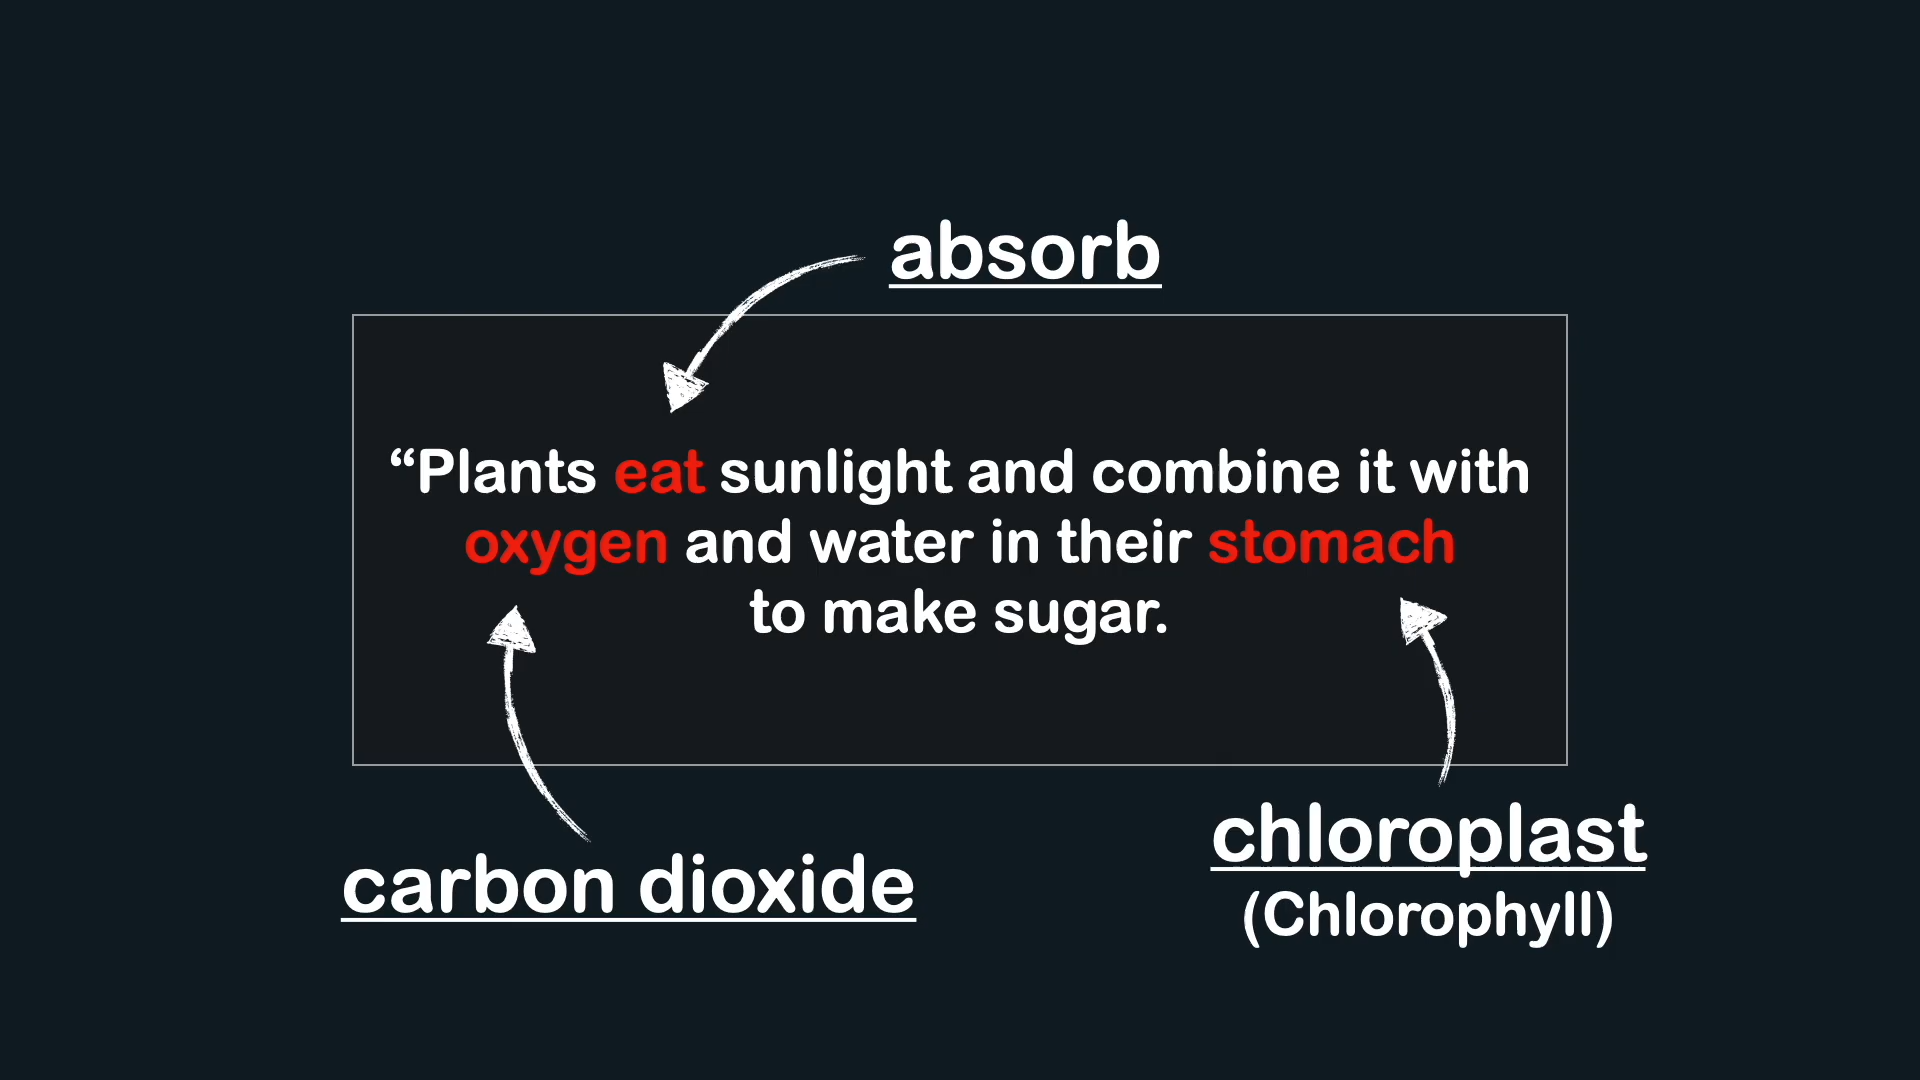 absorb
“Plants eat sunlight and combine it with
oxygen and water in their stomach
to make sugar.
carbon dioxide
chloroplast
(Chlorophyll)